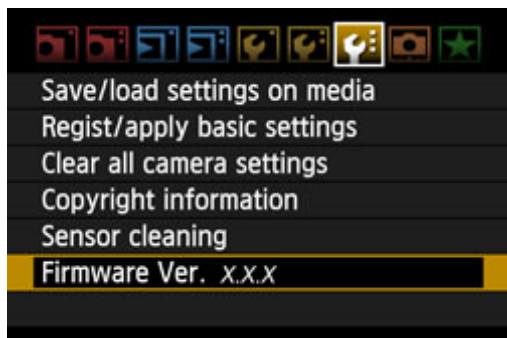 Save/load settings on media
Regist/apply basic settings
Clear all camera settings
Copyright information
Sensor cleaning
Firmware Ver. X.X.X